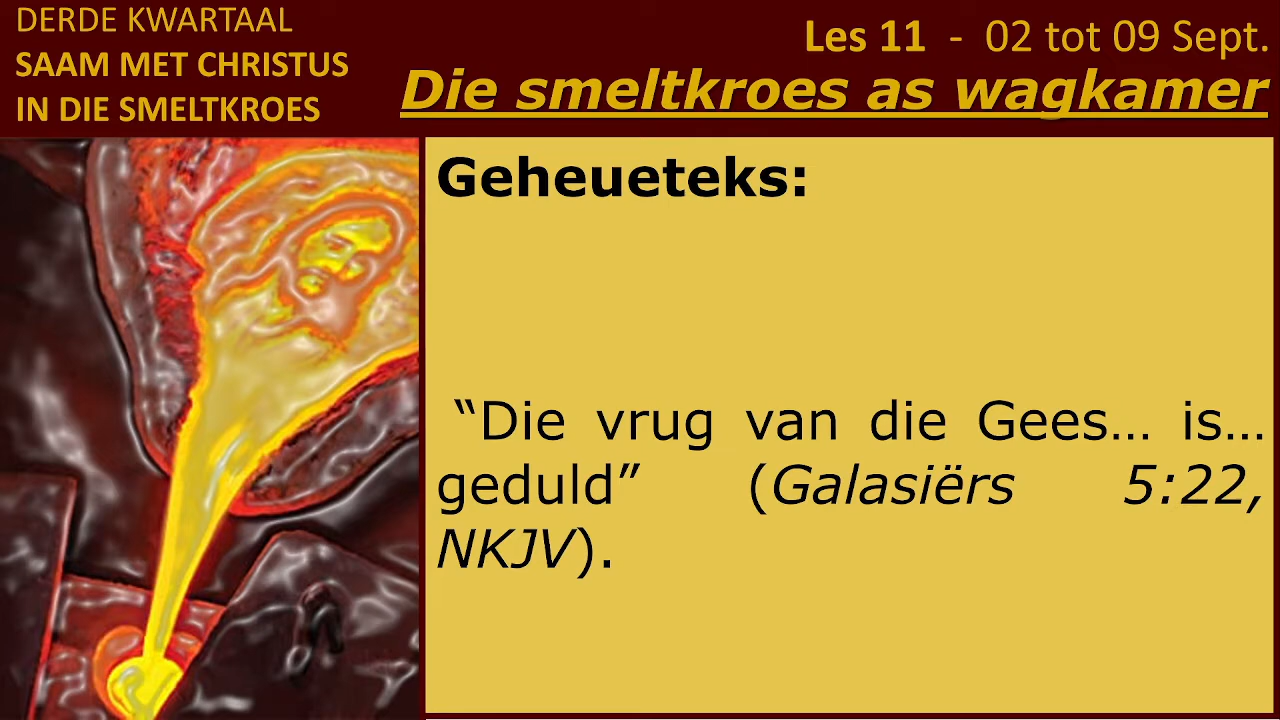 DERDE KWARTAAL
SAAM MET CHRISTUS
IN DIE SMELTKROES
Les 11 - 02 tot 09 Sept.
Die smeltkroes as wagkamer
Geheueteks:
“Die vrug van die Gees… is…
geduld” (Galasiërs 5:22,
NKJV).